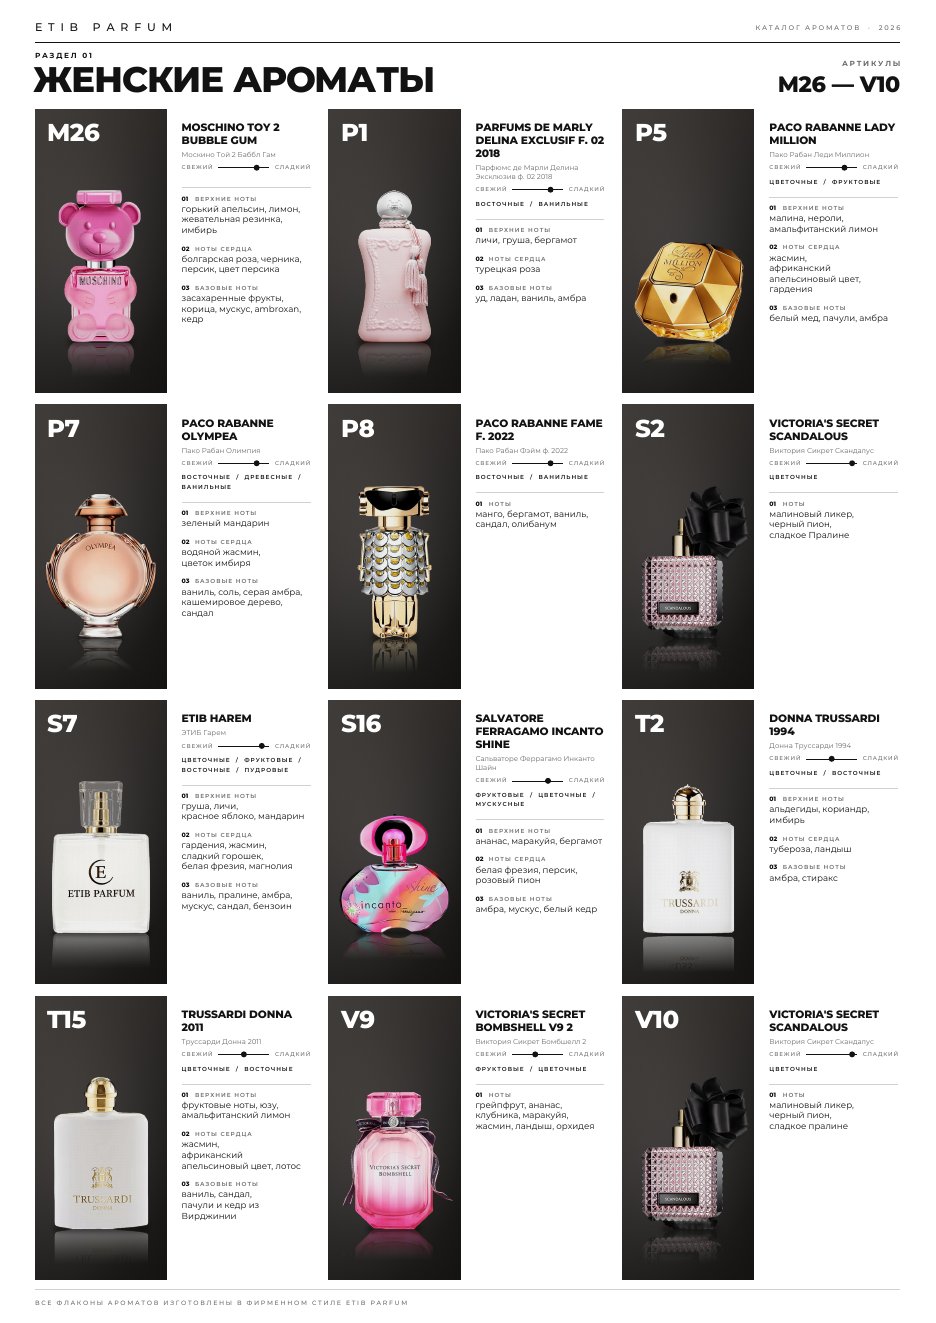 ETIB PARFUM
КАТАЛОГ АРОМАТОВ · 2026
РАЗДЕЛ 01
ЖЕНСКИЕ АРОМАТЫ
АРТИКУЛЫ
M26 — V10
M26
MOSCHINO
MOSCHINO TOY 2
BUBBLE GUM
Москино Той 2 Баббл Гам
СВЕЖИЙ СЛАДКИЙ
01 ВЕРХНИЕ НОТЫ
горький апельсин, лимон,
жевательная резинка,
имбирь
02 НОТЫ СЕРДЦА
болгарская роза, черника,
персик, цвет персика
03 БАЗОВЫЕ НОТЫ
засахаренные фрукты,
корица, мускус, ambroxan,
кедр
P1
PARFUMS DE MARLY
DELINA EXCLUSIF F. 02
2018
Парфюмс де Марли Делина
Эксклюзив ф. 02 2018
СВЕЖИЙ СЛАДКИЙ
ВОСТОЧНЫЕ / ВАНИЛЬНЫЕ
01 ВЕРХНИЕ НОТЫ
личи, груша, бергамот
02 НОТЫ СЕРДЦА
турецкая роза
03 БАЗОВЫЕ НОТЫ
уд, ладан, ваниль, амбра
P5
Lady
MILLION
PACO RABANNE LADY
MILLION
Пако Рабан Леди Миллион
СВЕЖИЙ СЛАДКИЙ
ЦВЕТОЧНЫЕ / ФРУКТОВЫЕ
01 ВЕРХНИЕ НОТЫ
малина, нероли,
амальфитанский лимон
02 НОТЫ СЕРДЦА
жасмин,
африканский
апельсиновый цвет,
гардения
03 БАЗОВЫЕ НОТЫ
белый мед, пачули, амбра
P7
OLYMPEA
PACO RABANNE
OLYMPEA
Пако Рабан Олимпия
СВЕЖИЙ СЛАДКИЙ
ВОСТОЧНЫЕ / ДРЕВЕСНЫЕ /
ВАНИЛЬНЫЕ
01 ВЕРХНИЕ НОТЫ
зеленый мандарин
02 НОТЫ СЕРДЦА
водяной жасмин,
цветок имбиря
03 БАЗОВЫЕ НОТЫ
ваниль, соль, серая амбра,
кашемировое дерево,
сандал
P8
PACO RABANNE FAME
F. 2022
Пако Рабан Фэйм ф. 2022
СВЕЖИЙ СЛАДКИЙ
ВОСТОЧНЫЕ / ВАНИЛЬНЫЕ
01 НОТЫ
манго, бергамот, ваниль,
сандал, олибанум
S2
SCANDALOUS
VICTORIA'S SECRET
SCANDALOUS
Виктория Сикрет Скандалус
СВЕЖИЙ СЛАДКИЙ
ЦВЕТОЧНЫЕ
01 НОТЫ
малиновый ликер,
черный пион,
сладкое Пралине
S7
ETIB PARFUM
ETIB HAREM
ЭТИБ Гарем
СВЕЖИЙ СЛАДКИЙ
ЦВЕТОЧНЫЕ / ФРУКТОВЫЕ /
ВОСТОЧНЫЕ / ПУДРОВЫЕ
01 ВЕРХНИЕ НОТЫ
груша, личи,
красное яблоко, мандарин
02 НОТЫ СЕРДЦА
гардения, жасмин,
сладкий горошек,
белая фрезия, магнолия
03 БАЗОВЫЕ НОТЫ
ваниль, пралине, амбра,
мускус, сандал, бензоин
S16
shine
incanto
SALVATORE
FERRAGAMO INCANTO
SHINE
Сальваторе Феррагамо Инканто
Шайн
СВЕЖИЙ СЛАДКИЙ
ФРУКТОВЫЕ / ЦВЕТОЧНЫЕ /
МУСКУСНЫЕ
01 ВЕРХНИЕ НОТЫ
ананас, маракуйя, бергамот
02 НОТЫ СЕРДЦА
белая фрезия, персик,
розовый пион
03 БАЗОВЫЕ НОТЫ
амбра, мускус, белый кедр
T2
TRUSSARDI
DONNA
DONNA TRUSSARDI
1994
Донна Труссарди 1994
СВЕЖИЙ СЛАДКИЙ
ЦВЕТОЧНЫЕ / ВОСТОЧНЫЕ
01 ВЕРХНИЕ НОТЫ
альдегиды, кориандр,
имбирь
02 НОТЫ СЕРДЦА
тубероза, ландыш
03 БАЗОВЫЕ НОТЫ
амбра, стиракс
T15
TRUSSARDI
DONNA
TRUSSARDI DONNA
2011
Труссарди Донна 2011
СВЕЖИЙ СЛАДКИЙ
ЦВЕТОЧНЫЕ / ВОСТОЧНЫЕ
01 ВЕРХНИЕ НОТЫ
фруктовые ноты, юзу,
амальфитанский лимон
02 НОТЫ СЕРДЦА
жасмин,
африканский
апельсиновый цвет, лотос
03 БАЗОВЫЕ НОТЫ
ваниль, сандал,
пачули и кедр из
Вирджинии
V9
VICTORIA'S SECRET
BOMBSHELL
VICTORIA'S SECRET
BOMBSHELL V9 2
Виктория Сикрет Бомбшелл 2
СВЕЖИЙ СЛАДКИЙ
ФРУКТОВЫЕ / ЦВЕТОЧНЫЕ
01 НОТЫ
грейпфрут, ананас,
клубника, маракуйя,
жасмин, ландыш, орхидея
V10
SCANDALOUS
VICTORIA'S SECRET
SCANDALOUS
Виктория Сикрет Скандалус
СВЕЖИЙ СЛАДКИЙ
ЦВЕТОЧНЫЕ
01 НОТЫ
малиновый ликер,
черный пион,
сладкое пралине
ВСЕ ФЛАКОНЫ АРОМАТОВ ИЗГОТОВЛЕНЫ В ФИРМЕННОМ СТИЛЕ ETIB PARFUM